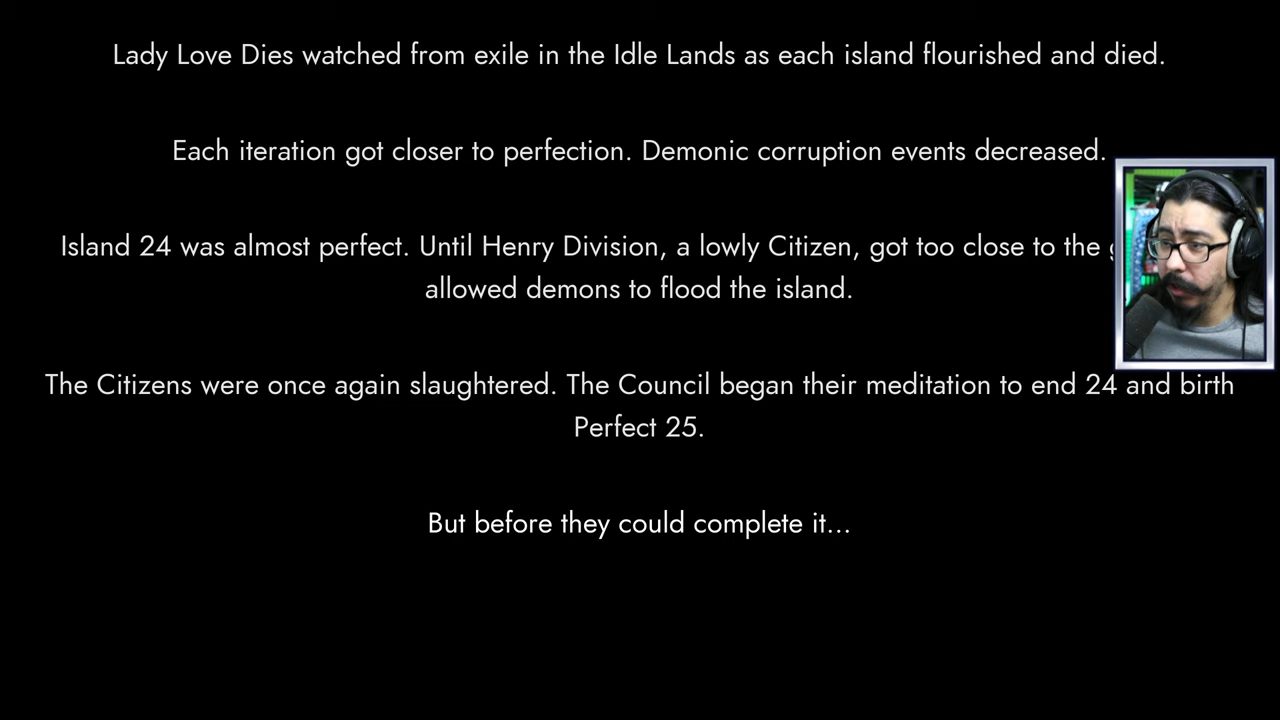 Lady Love Dies watched from exile in the Idle Lands as each island flourished and died.
Each iteration got closer to perfection. Demonic corruption events decreased.
Island 24 was almost perfect. Until Henry Division, a lowly Citizen, got too close to the
allowed demons to flood the island.
The Citizens were once again slaughtered. The Council began their meditation to end 24 and birth
Perfect 25.
But before they could complete it...